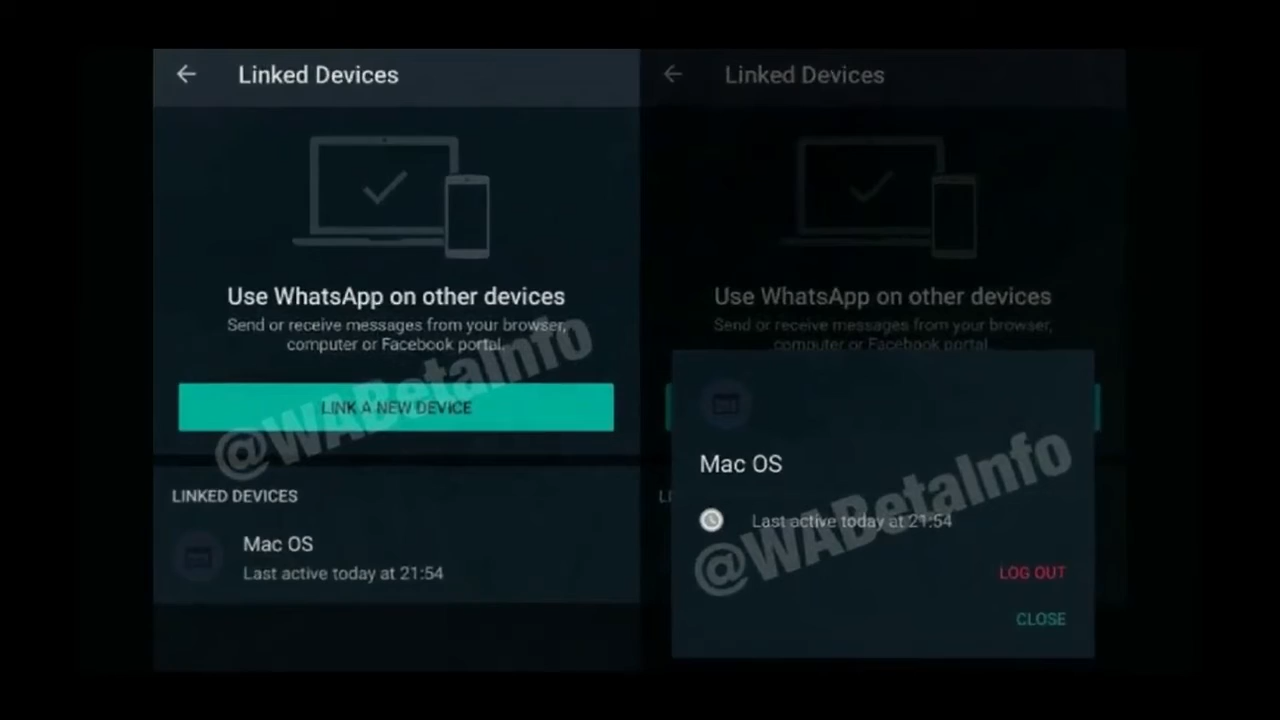 Linked Devices
Use WhatsApp on other devices
Send or receive messages from your browser,
computer or Facebook portal.
LINK A NEW DEVICE
@WABetaInfo
LINKED DEVICES
Mac OS
Last active today at 21:54
Linked Devices
Use WhatsApp on other devices
Send or receive messages from your browser,
computer or Facebook portal
LI
Mac OS
Last active today at 21:54
@WABetaInfo
LOG OUT
CLOSE